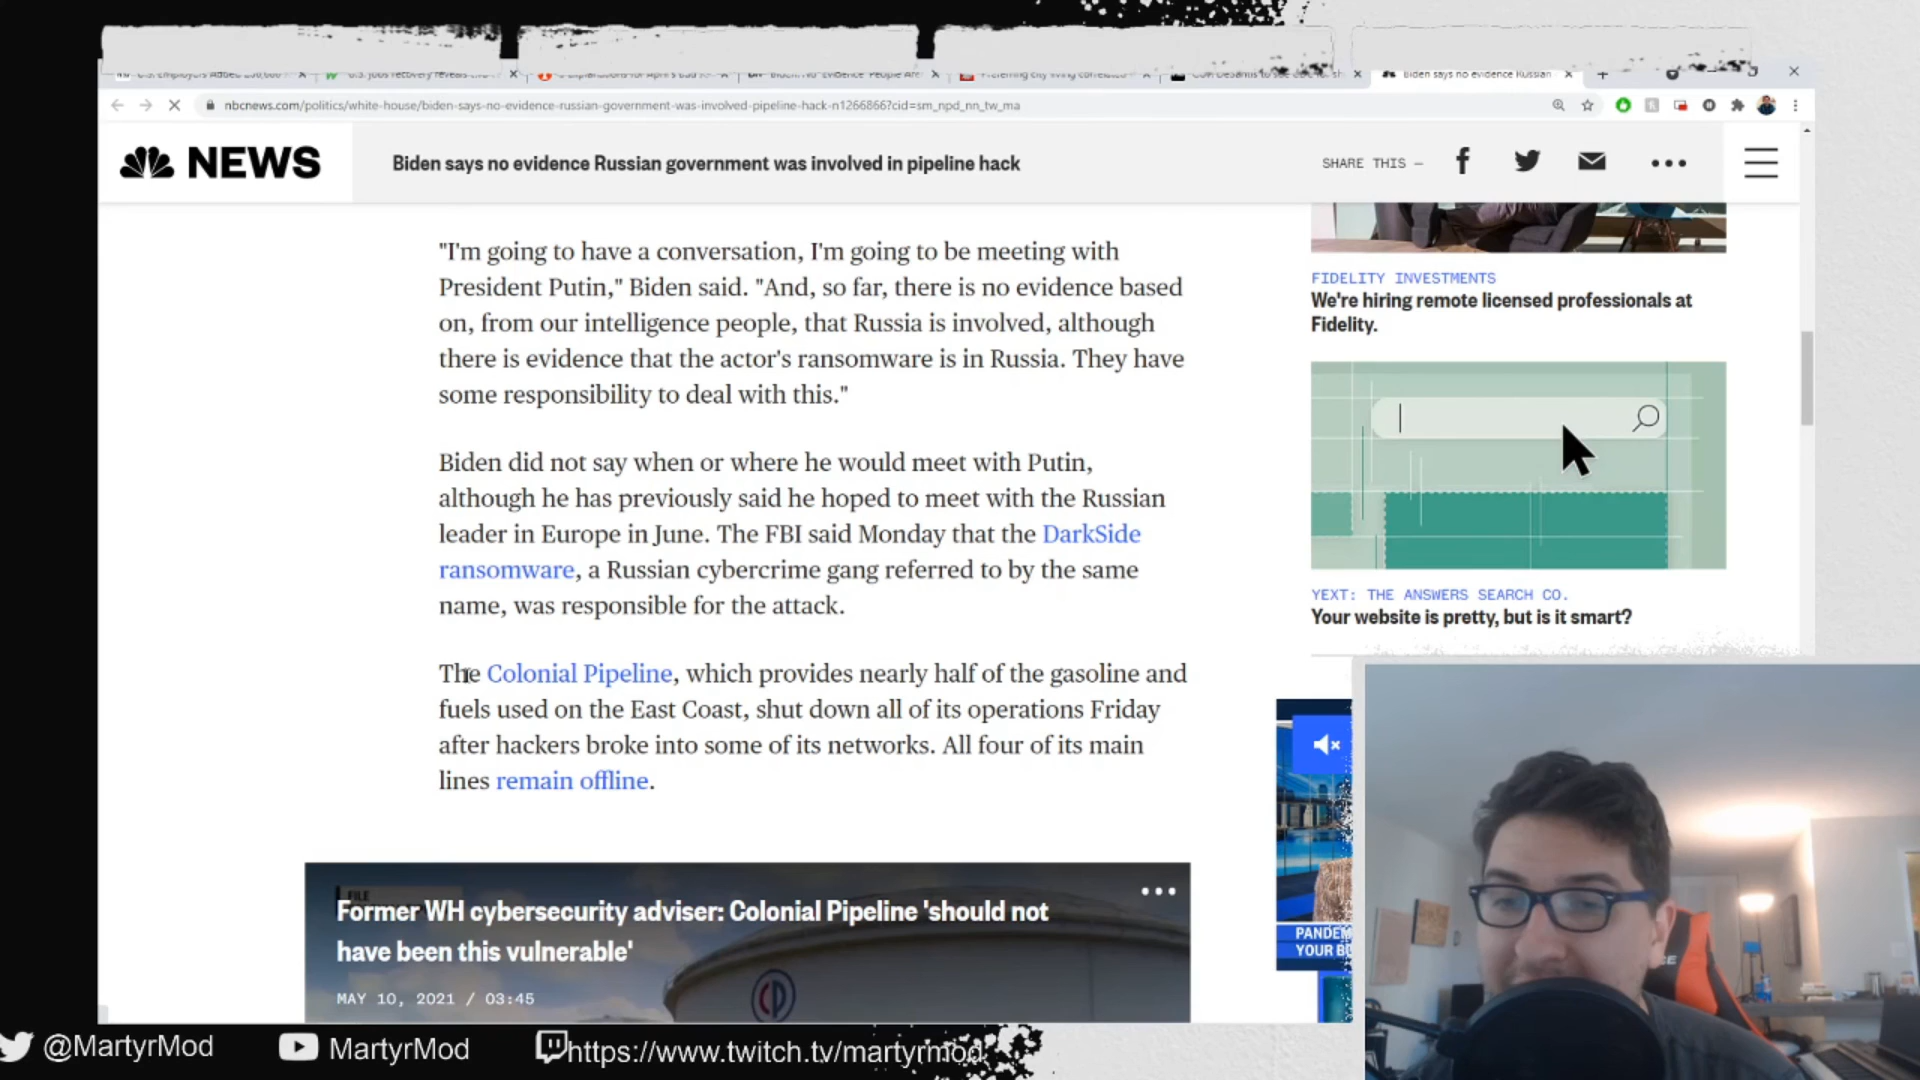 Biden says no evidence Russian
nbcnews.com/politics/white-house/biden-says-no-evidence-russian-government-was-involved-pipeline-hack-n1266866?cid=sm_npd_nn_tw_ma
NEWS
Biden says no evidence Russian government was involved in pipeline hack
SHARE THIS —
"I'm going to have a conversation, I'm going to be meeting with
President Putin," Biden said. "And, so far, there is no evidence based
on, from our intelligence people, that Russia is involved, although
there is evidence that the actor's ransomware is in Russia. They have
some responsibility to deal with this."
Biden did not say when or where he would meet with Putin,
although he has previously said he hoped to meet with the Russian
leader in Europe in June. The FBI said Monday that the DarkSide
ransomware, a Russian cybercrime gang referred to by the same
name, was responsible for the attack.
The Colonial Pipeline, which provides nearly half of the gasoline and
fuels used on the East Coast, shut down all of its operations Friday
after hackers broke into some of its networks. All four of its main
lines remain offline.
FILE
Former WH cybersecurity adviser: Colonial Pipeline 'should not
have been this vulnerable'
MAY 10, 2021 / 03:45
CP
FIDELITY INVESTMENTS
We're hiring remote licensed professionals at
Fidelity.
YEXT: THE ANSWERS SEARCH CO.
Your website is pretty, but is it smart?
PANDEM
YOUR B
@MartyrMod
MartyrMod
https://www.twitch.tv/martyrmod